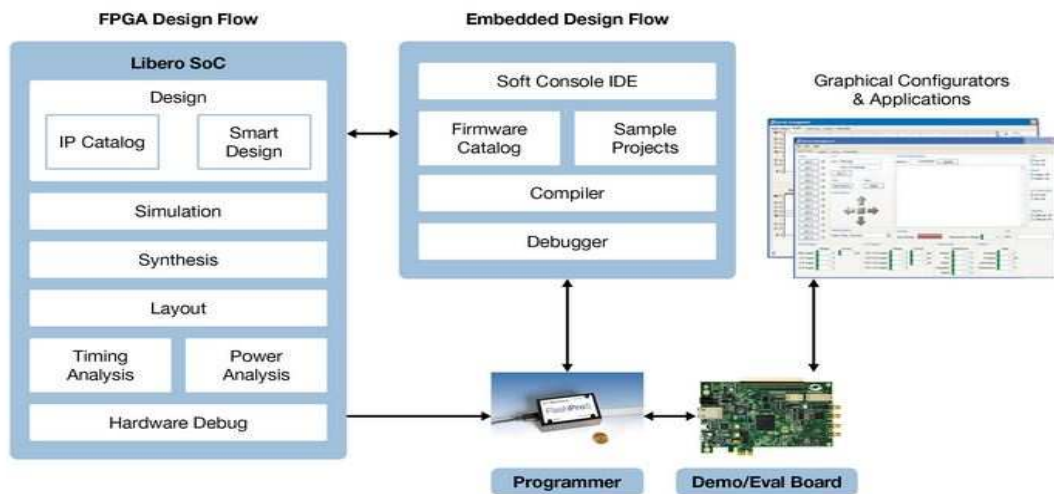 FPGA Design Flow
Embedded Design Flow
Libero SoC
Design
IP Catalog
Smart
Design
Simulation
Synthesis
Layout
Timing
Analysis
Power
Analysis
Hardware Debug
Soft Console IDE
Firmware
Catalog
Sample
Projects
Compiler
Debugger
Graphical Configurators
& Applications
FlashPro5
Programmer
Demo/Eval Board